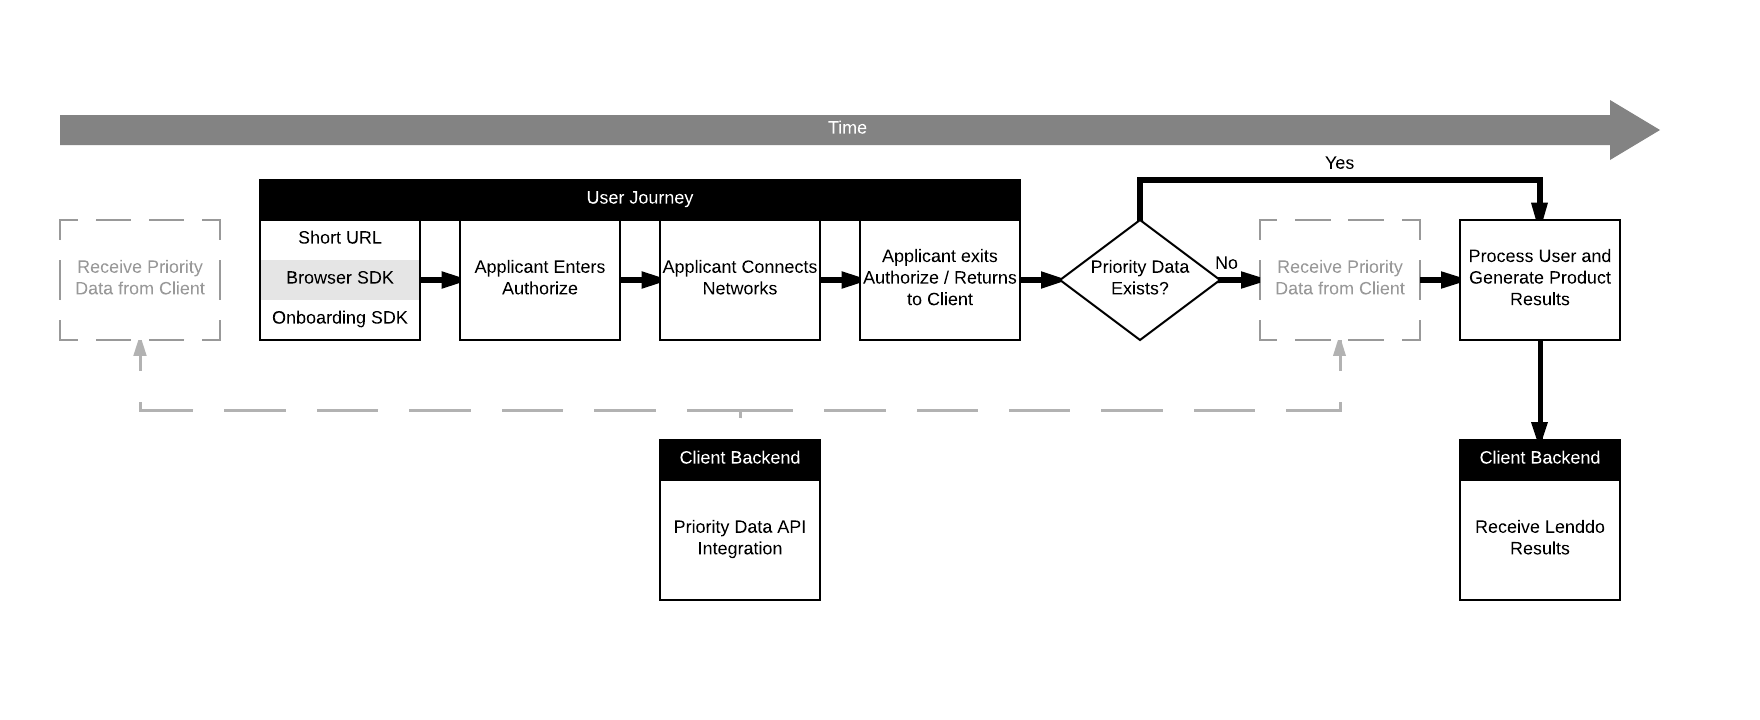 Time
Yes
User Journey
Receive Priority
Data from Client
Short URL
Browser SDK
Onboarding SDK
Applicant Enters
Authorize
Applicant Connects
Networks
Applicant exits
Authorize / Returns
to Client
Priority Data
Exists?
No
Receive Priority
Data from Client
Process User and
Generate Product
Results
Client Backend
Priority Data API
Integration
Client Backend
Receive Lenddo
Results